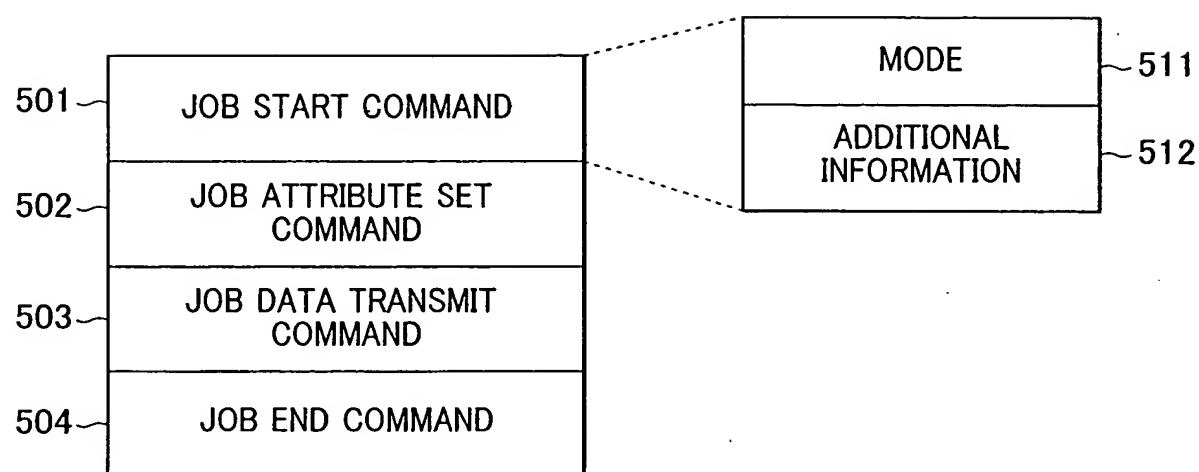 501
JOB START COMMAND
502
JOB ATTRIBUTE SET
COMMAND
503
JOB DATA TRANSMIT
COMMAND
504
JOB END COMMAND
MODE
511
ADDITIONAL
INFORMATION
512